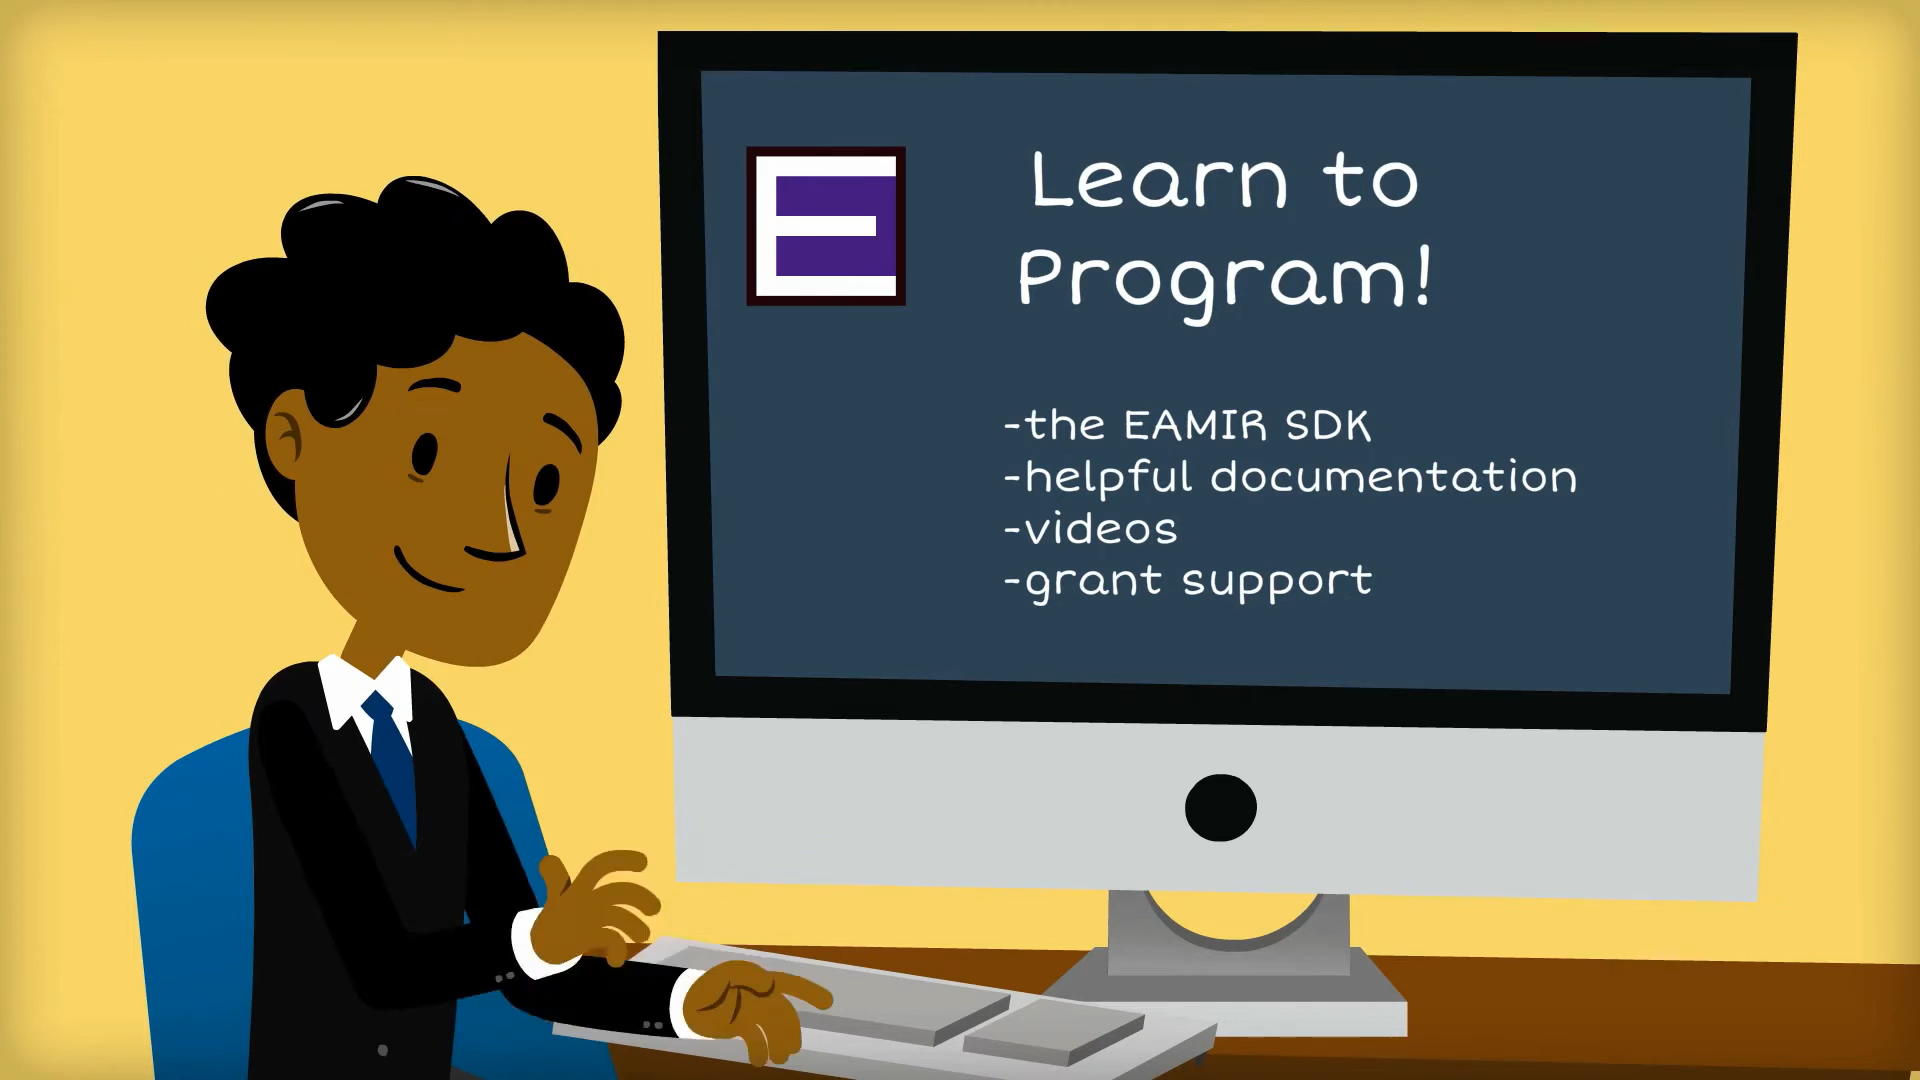 E
Learn to
Program!
-the EAMIR SDK
-helpful documentation
-videos
-grant support